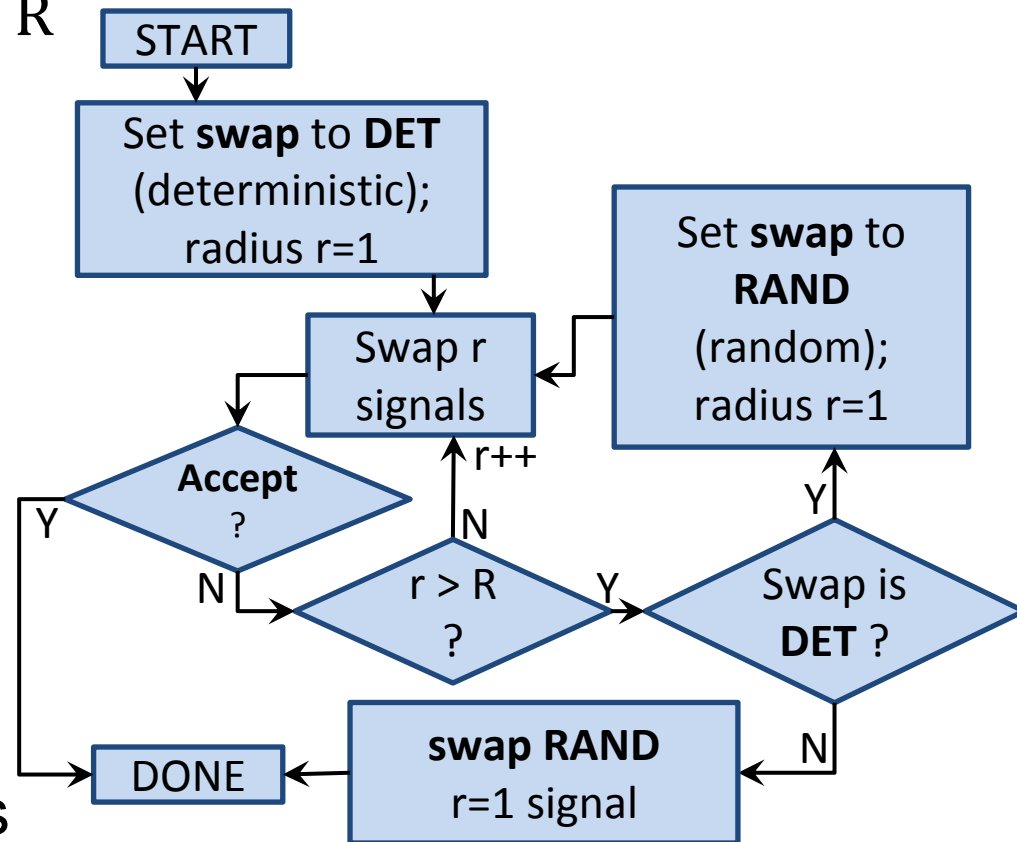 R
START
Set swap to DET
(deterministic);
radius r=1
Set swap to
RAND
(random);
radius r=1
Swap r
signals
r++
Accept
?
Y
N
N
r > R
?
Y
Y
Swap is
DET ?
N
swap RAND
r=1 signal
DONE
s